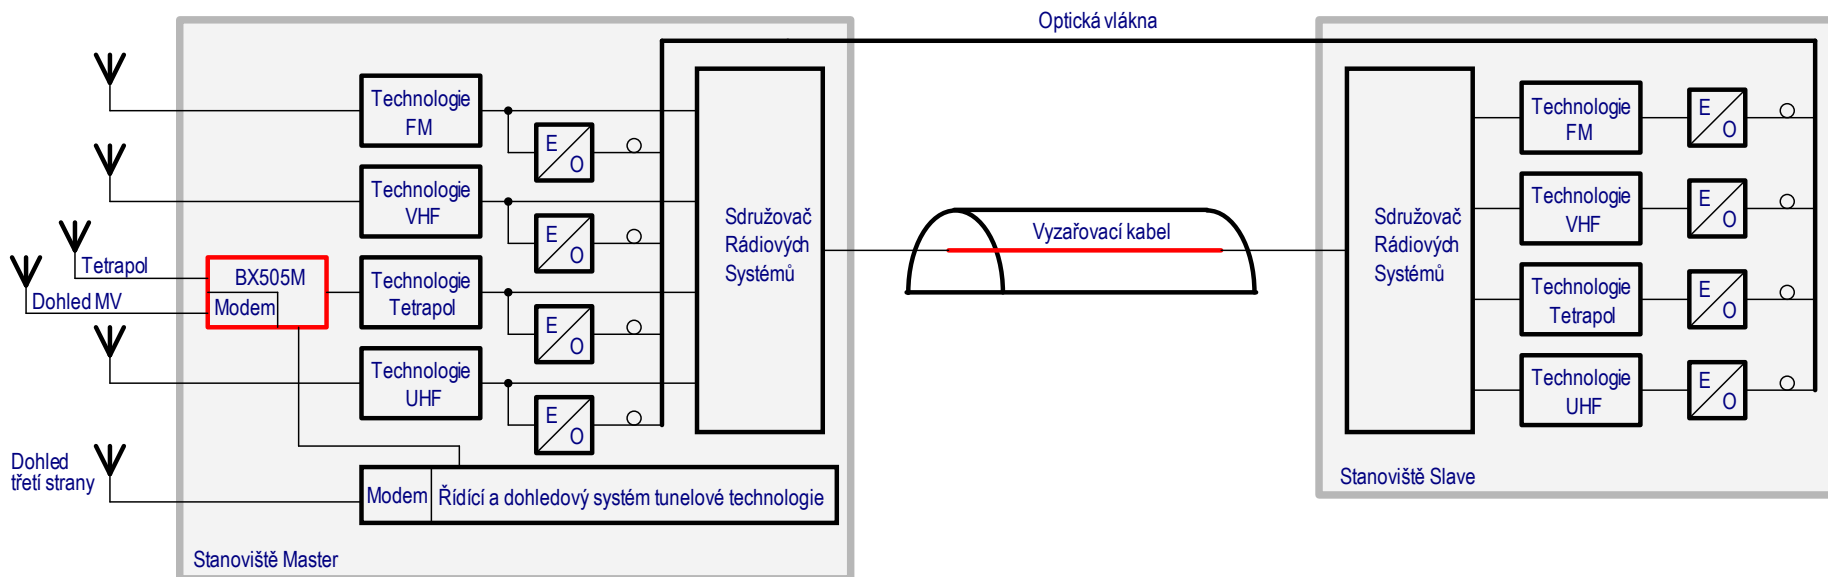 Optická vlákna
Technologie
FM
E
O
Technologie
VHF
E
O
Tetrapol
Dohled MV
BX505M
Modem
Technologie
Tetrapol
E
O
Technologie
UHF
E
O
Sdružovač
Rádiových
Systémů
Dohled
třetí strany
Modem
Řídící a dohledový systém tunelové technologie
Stanoviště Master
Vyzařovací kabel
Sdružovač
Rádiových
Systémů
Technologie
FM
E
O
Technologie
VHF
E
O
Technologie
Tetrapol
E
O
Technologie
UHF
E
O
Stanoviště Slave